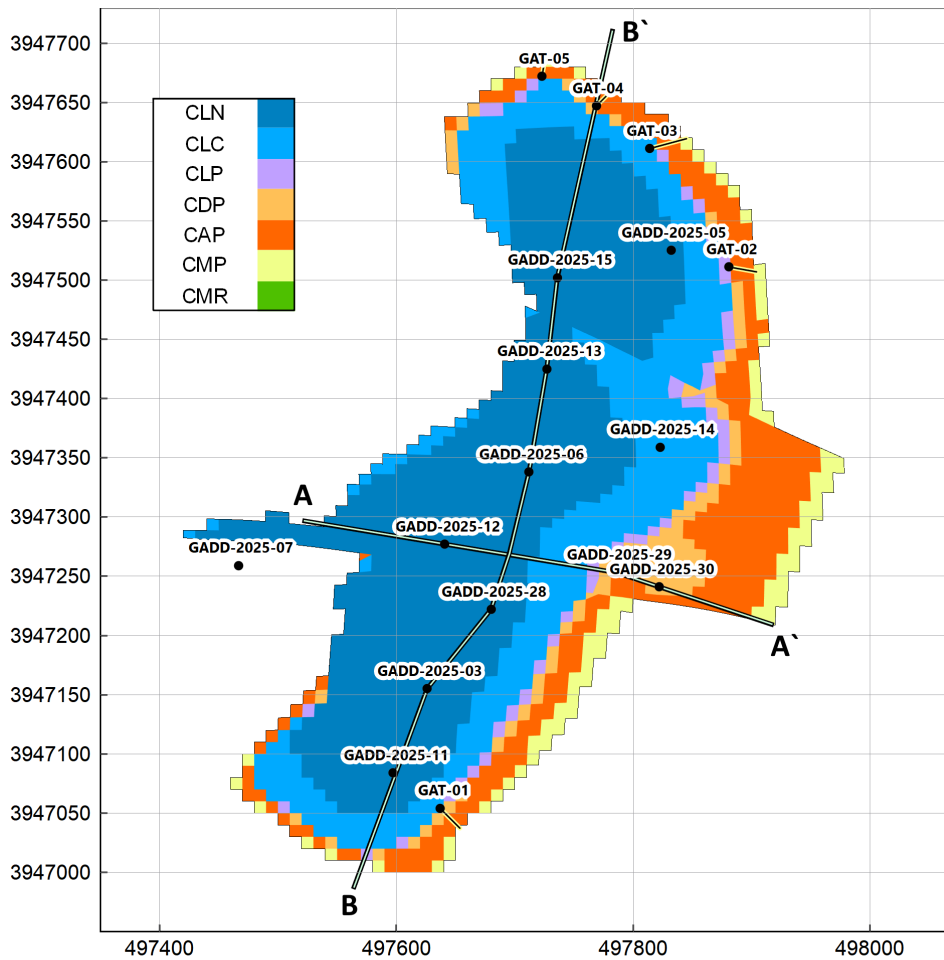 B`
3947700
GAT-05
3947650
GAT-04
CLN
CLC
CLP
CDP
CAP
CMP
CMR
GAT-03
3947600
3947550
GADD-2025-05
GAT-02
GADD-2025-15
3947500
3947450
GADD-2025-13
3947400
GADD-2025-14
3947350
GADD-2025-06
A
3947300
GADD-2025-12
GADD-2025-07
GADD-2025-29
GADD-2025-30
3947250
GADD-2025-28
3947200
A`
GADD-2025-03
3947150
3947100
GADD-2025-11
GAT-01
3947050
3947000
B
497400
497600
497800
498000